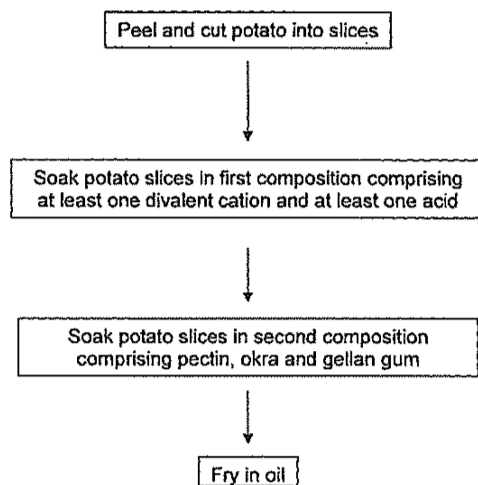 Peel and cut potato into slices
Soak potato slices in first composition comprising
at least one divalent cation and at least one acid
Soak potato slices in second composition
comprising pectin, okra and gellan gum
Fry in oil